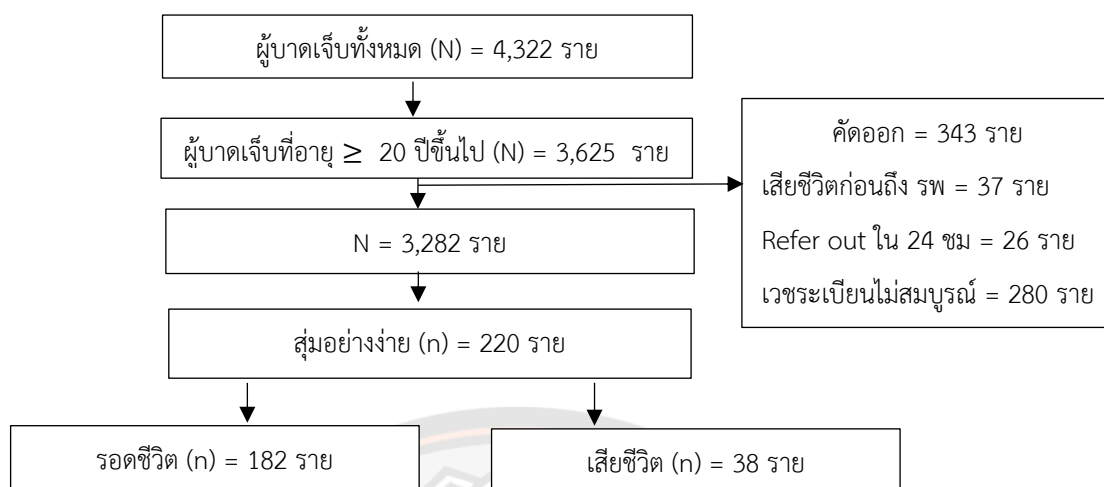 ผู้บาดเจ็บทั้งหมด (N) = 4,322 ราย
ผู้บาดเจ็บที่อายุ ≥ 20 ปีขึ้นไป (N) = 3,625 ราย
คัดออก = 343 ราย
เสียชีวิตก่อนถึง รพ = 37 ราย
Refer out ใน 24 ชม = 26 ราย
เวชระเบียนไม่สมบูรณ์ = 280 ราย
N = 3,282 ราย
สุ่มอย่างง่าย (n) = 220 ราย
รอดชีวิต (n) = 182 ราย
เสียชีวิต (n) = 38 ราย